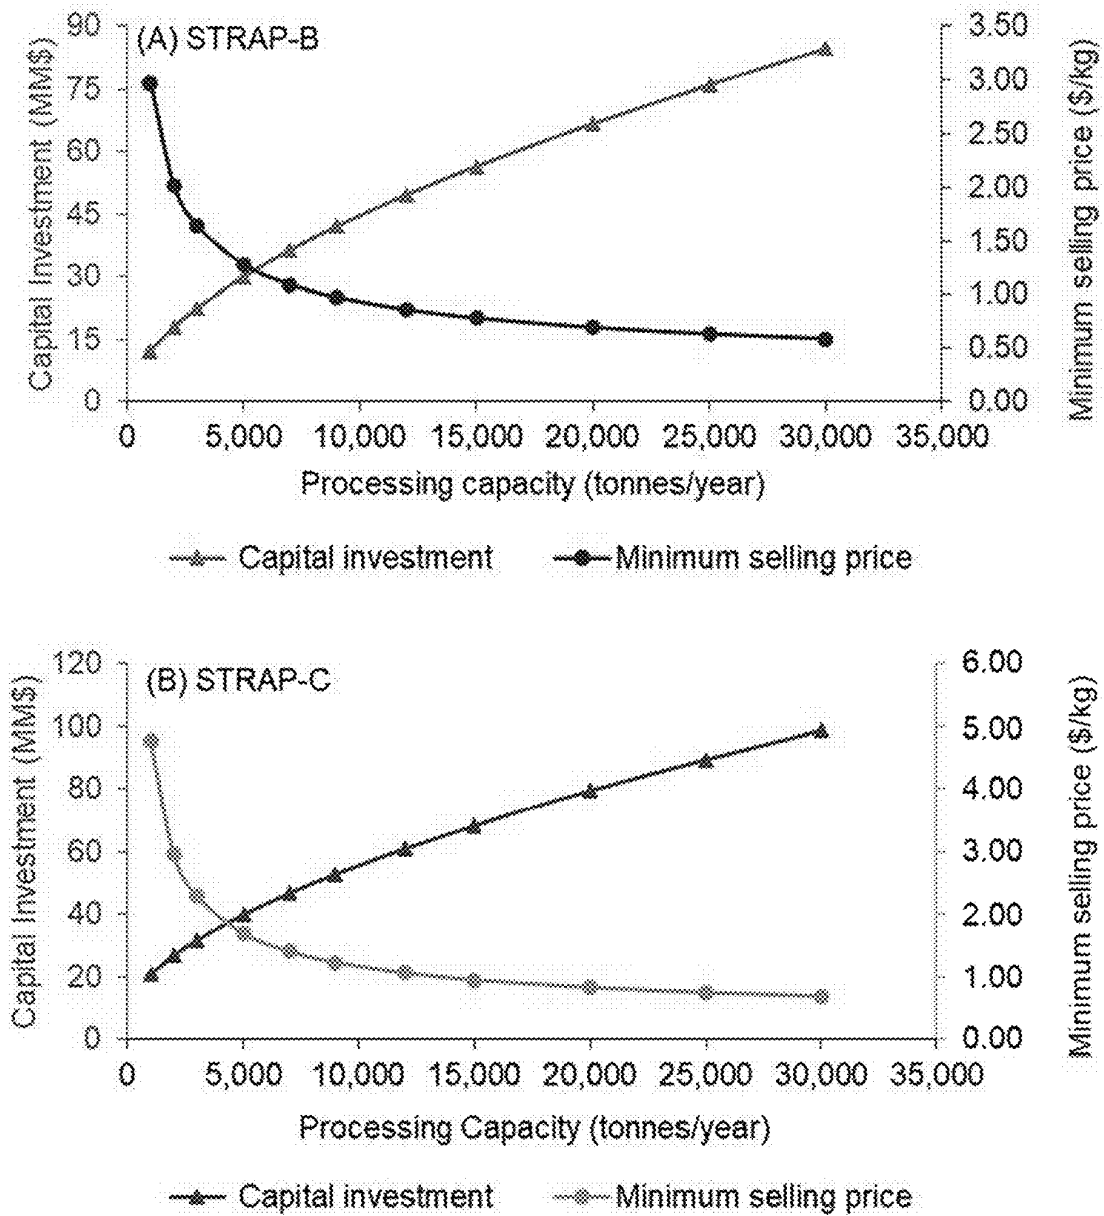 (A) STRAP-B
Capital Investment (MM$)
90
75
60
45
30
15
0
3.50
3.00
2.50
2.00
1.50
1.00
0.50
0.00
Minimum selling price ($/kg)
0 5,000 10,000 15,000 20,000 25,000 30,000 35,000
Processing capacity (tonnes/year)
Capital investment Minimum selling price
(B) STRAP-C
Capital Investment (MM$)
120
100
80
60
40
20
0
6.00
5.00
4.00
3.00
2.00
1.00
0.00
Minimum selling price ($/kg)
0 5,000 10,000 15,000 20,000 25,000 30,000 35,000
Processing Capacity (tonnes/year)
Capital investment Minimum selling price